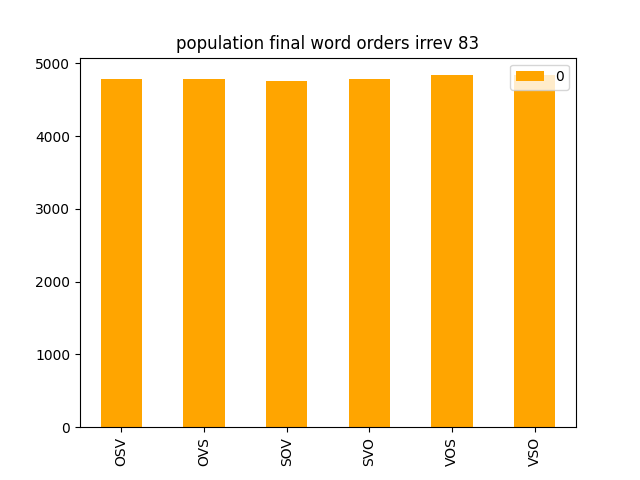 population final word orders irrev 83
0
5000
4000
3000
2000
1000
0
OSV
OVS
SOV
SVO
VOS
VSO